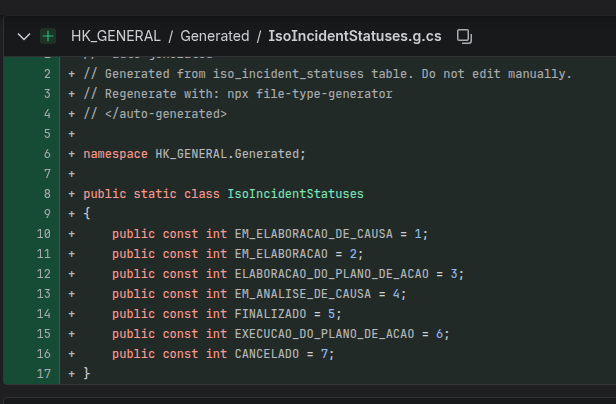 HK_GENERAL / Generated / IsoIncidentStatuses.g.cs
2 + // Generated from iso_incident_statuses table. Do not edit manually.
3 + // Regenerate with: npx file-type-generator
4 + // </auto-generated>
5 +
6 + namespace HK_GENERAL.Generated;
7 +
8 + public static class IsoIncidentStatuses
9 + {
10 + public const int EM_ELABORACAO_DE_CAUSA = 1;
11 + public const int EM_ELABORACAO = 2;
12 + public const int ELABORACAO_DO_PLANO_DE_ACAO = 3;
13 + public const int EM_ANALISE_DE_CAUSA = 4;
14 + public const int FINALIZADO = 5;
15 + public const int EXECUCAO_DO_PLANO_DE_ACAO = 6;
16 + public const int CANCELADO = 7;
17 + }